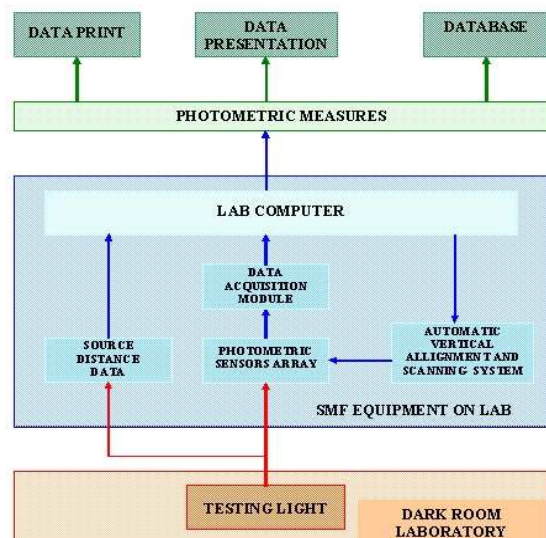 DATA PRINT
DATA
PRESENTATION
DATABASE
PHOTOMETRIC MEASURES
LAB COMPUTER
DATA
ACQUISITION
MODULE
SOURCE
DISTANCE
DATA
PHOTOMETRIC
SENSORS ARRAY
AUTOMATIC
VERTICAL
ALLIGNMENT AND
SCANNING SYSTEM
SMF EQUIPMENT ON LAB
TESTING LIGHT
DARK ROOM
LABORATORY